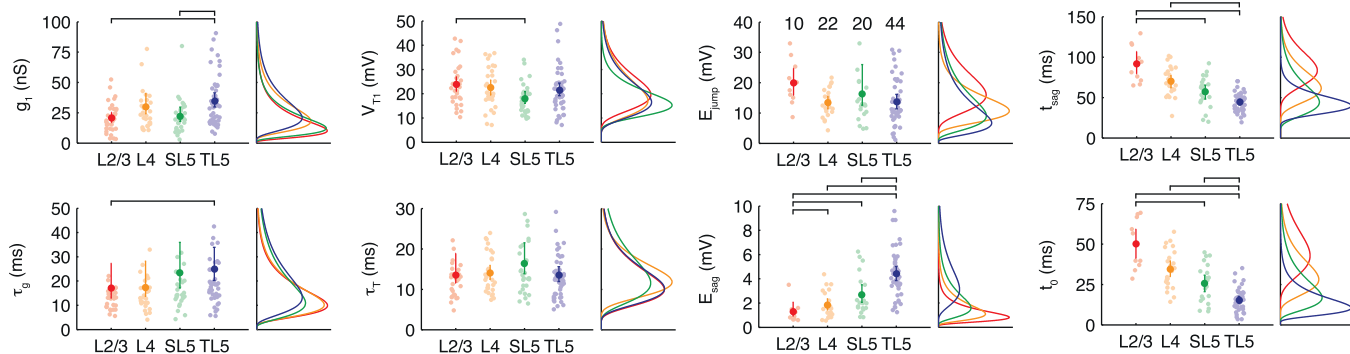 g1 (nS)
100
75
50
25
0
L2/3 L4 SL5 TL5
VT1 (mV)
50
40
30
20
10
0
L2/3 L4 SL5 TL5
Ejump (mV)
40
30
20
10
0
10 22 20 44
L2/3 L4 SL5 TL5
tsag (ms)
150
100
50
0
L2/3 L4 SL5 TL5
τg (ms)
50
40
30
20
10
0
L2/3 L4 SL5 TL5
τT (ms)
30
20
10
0
L2/3 L4 SL5 TL5
Esag (mV)
10
8
6
4
2
0
L2/3 L4 SL5 TL5
t0 (ms)
75
50
25
0
L2/3 L4 SL5 TL5